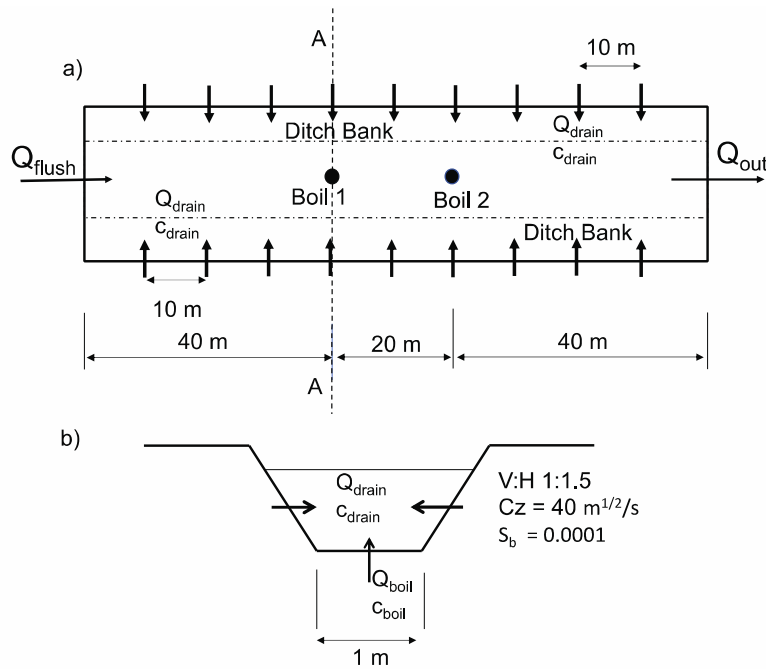 A
a)
10 m
Ditch Bank
Q_drain
c_drain
Q_flush
Q_out
Boil 1
Boil 2
Q_drain
c_drain
Ditch Bank
10 m
40 m
20 m
40 m
A
b)
Q_drain
c_drain
V:H 1:1.5
Cz = 40 m^1/2/s
S_b = 0.0001
Q_boil
c_boil
1 m